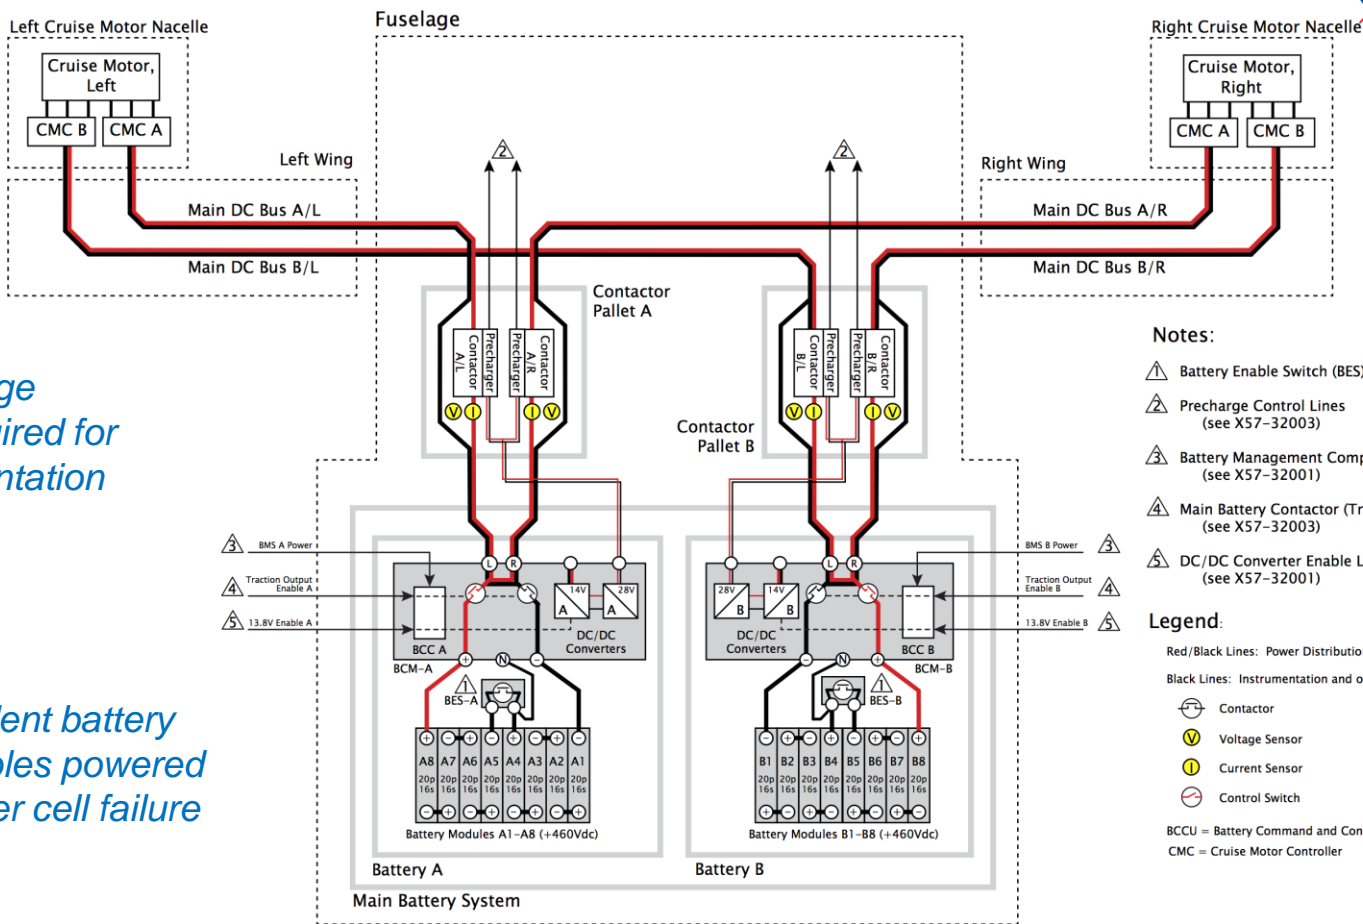 Left Cruise Motor Nacelle
Fuselage
Right Cruise Motor Nacelle
Cruise Motor,
Left
Cruise Motor,
Right
CMC B
CMC A
CMC A
CMC B
Left Wing
2
2
Right Wing
Main DC Bus A/L
Main DC Bus A/R
Main DC Bus B/L
Main DC Bus B/R
Contactor
Pallet A
Contactor
A/L
Precharger
Precharger
Contactor
A/R
Contactor
B/L
Precharger
Precharger
Contactor
B/R
V
I
I
V
V
I
I
V
Contactor
Pallet B
Notes:
1 Battery Enable Switch (BES)
2 Precharge Control Lines
(see X57-32003)
3 Battery Management Comp
(see X57-32001)
4 Main Battery Contactor (Tr
(see X57-32003)
5 DC/DC Converter Enable L
(see X57-32001)
ge
ired for
ntation
3 BMS A Power
4 Traction Output
Enable A
5 13.8V Enable A
L
R
14V
A
28V
A
DC/DC
Converters
BCC A
BCM-A
+
N
-
L
R
28V
B
14V
B
DC/DC
Converters
BCC B
BCM-B
-
N
+
BMS B Power 3
Traction Output
Enable B 4
13.8V Enable B 5
1
BES-A
1
BES-B
Legend:
Red/Black Lines: Power Distributio
Black Lines: Instrumentation and o
Contactor
V Voltage Sensor
I Current Sensor
Control Switch
BCCU = Battery Command and Con
CMC = Cruise Motor Controller
lent battery
ples powered
er cell failure
+ - + - + - + -
A8 A7 A6 A5 A4 A3 A2 A1
20p 20p 20p 20p 20p 20p 20p 20p
16s 16s 16s 16s 16s 16s 16s 16s
- + - + - + - +
Battery Modules A1-A8 (+460Vdc)
- + - + - + - +
B1 B2 B3 B4 B5 B6 B7 B8
20p 20p 20p 20p 20p 20p 20p 20p
16s 16s 16s 16s 16s 16s 16s 16s
+ - + - + - + -
Battery Modules B1-B8 (+460Vdc)
Battery A
Battery B
Main Battery System